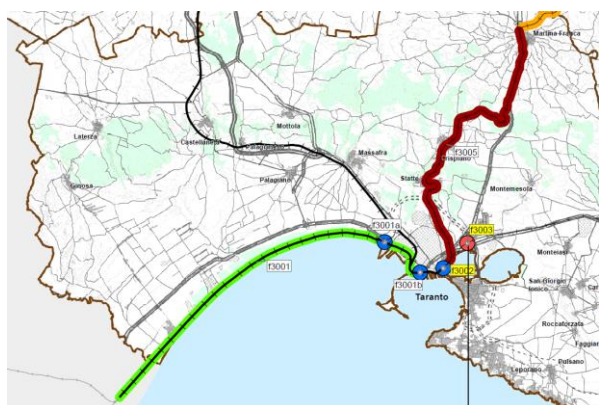 Martina Franca
Laterza
Mottola
Castellaneta
Massafra
Crispiano
f3005
Ginosa
Palagiano
Statte
Montemesola
f3001a
f3003
f3001
f3001b
f3002
Monteiasi
Taranto
San Giorgio
Ionico
Roccaforzata
Faggiano
Pulsano
Leporano